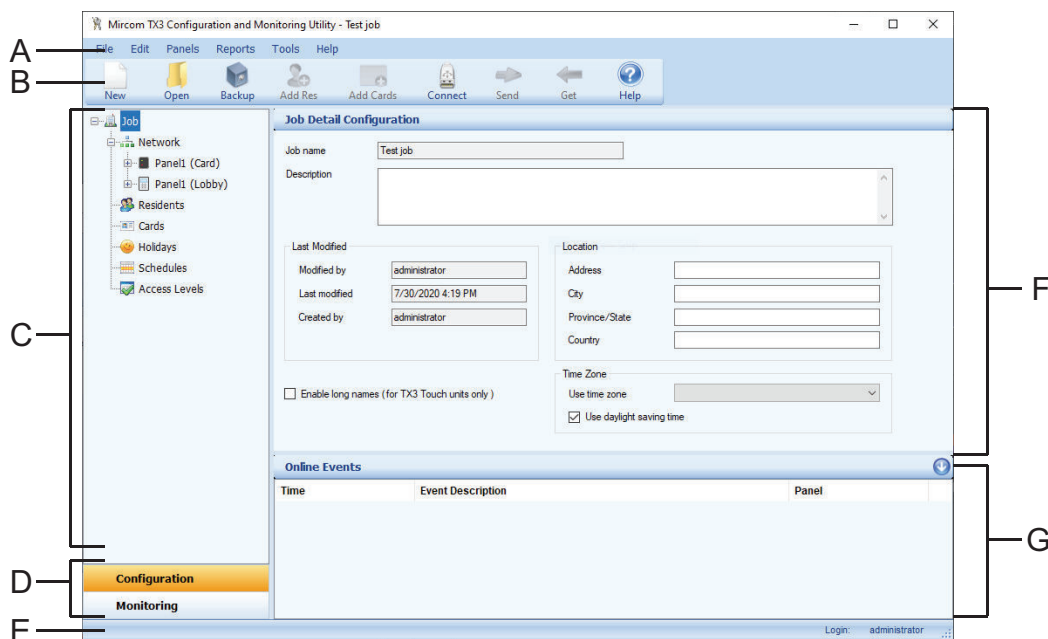 Mircom TX3 Configuration and Monitoring Utility - Test job
A
File Edit Panels Reports Tools Help
B
New Open Backup Add Res Add Cards Connect Send Get Help
C
Job
Network
Panel1 (Card)
Panel1 (Lobby)
Residents
Cards
Holidays
Schedules
Access Levels
Job Detail Configuration
Job name Test job
Description
Last Modified
Modified by administrator
Last modified 7/30/2020 4:19 PM
Created by administrator
Location
Address
City
Province/State
Country
Enable long names (for TX3 Touch units only )
Time Zone
Use time zone
Use daylight saving time
F
Online Events
Time Event Description Panel
G
D
Configuration
Monitoring
E
Login: administrator